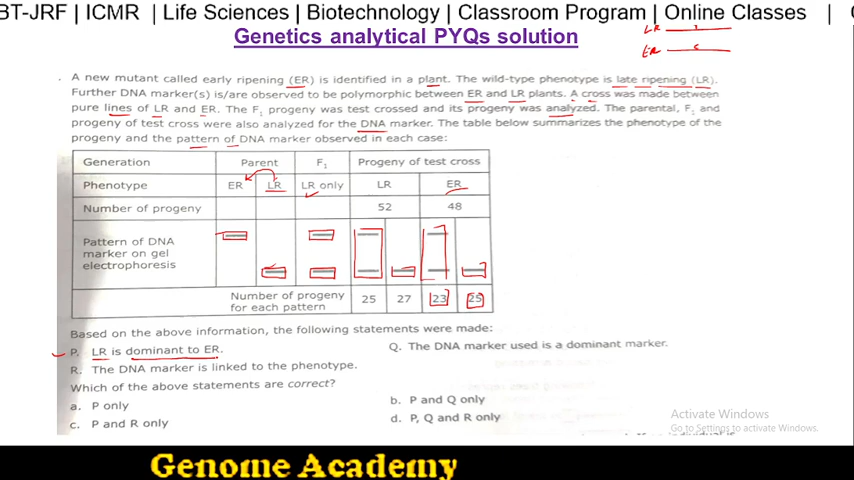 BT-JRF | ICMR | Life Sciences | Biotechnology | Classroom Program | Online Classes |
Genetics analytical PYQs solution
LR
ER
A new mutant called early ripening (ER) is identified in a plant. The wild-type phenotype is late ripening (LR).
Further DNA marker(s) is/are observed to be polymorphic between ER and LR plants. A cross was made between
pure lines of LR and ER. The F₁ progeny was test crossed and its progeny was analyzed. The parental, F₁ and
progeny of test cross were also analyzed for the DNA marker. The table below summarizes the phenotype of the
progeny and the pattern of DNA marker observed in each case:
Generation Parent F₁ Progeny of test cross
Phenotype ER LR LR only LR ER
Number of progeny 52 48
Pattern of DNA
marker on gel
electrophoresis
Number of progeny
for each pattern 25 27 23 25
Based on the above information, the following statements were made:
P. LR is dominant to ER. Q. The DNA marker used is a dominant marker.
R. The DNA marker is linked to the phenotype.
Which of the above statements are correct?
a. P only b. P and Q only
c. P and R only d. P, Q and R only
Activate Windows
Go to Settings to activate Windows.
Genome Academy